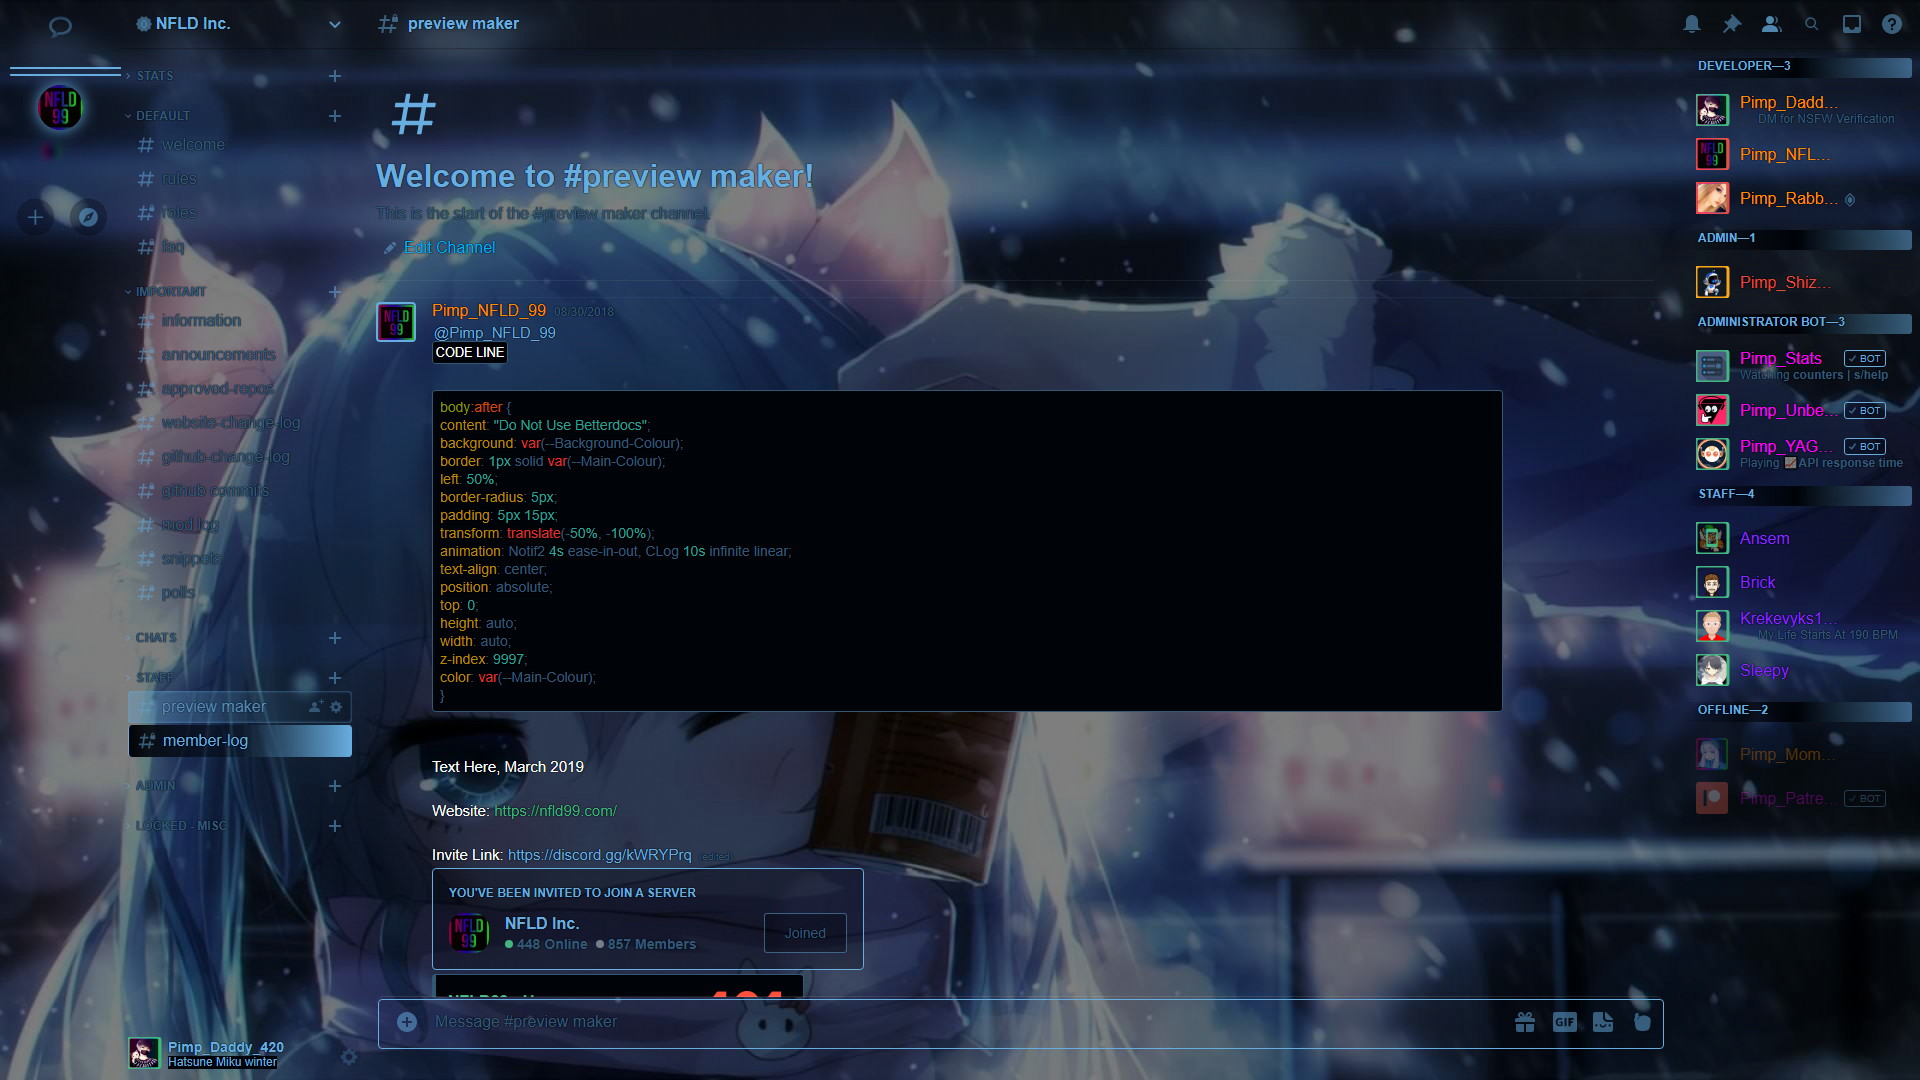 NFLD Inc.
preview maker
STATS
NFLD
99
DEFAULT
welcome
rules
roles
faq
IMPORTANT
information
announcements
approved-repos
website-change-log
github-change-log
github commits
mod log
snippets
polls
CHATS
STAFF
preview maker
member-log
ADMIN
LOCKED - MISC
Pimp_Daddy_420
Hatsune Miku winter
Welcome to #preview maker!
This is the start of the #preview maker channel.
Edit Channel
NFLD
99
Pimp_NFLD_99 08/30/2018
@Pimp_NFLD_99
CODE LINE
body:after {
content: "Do Not Use Betterdocs";
background: var(--Background-Colour);
border: 1px solid var(--Main-Colour);
left: 50%;
border-radius: 5px;
padding: 5px 15px;
transform: translate(-50%, -100%);
animation: Notif2 4s ease-in-out, CLog 10s infinite linear;
text-align: center;
position: absolute;
top: 0;
height: auto;
width: auto;
z-index: 9997;
color: var(--Main-Colour);
}
Text Here, March 2019
Website: https://nfld99.com/
Invite Link: https://discord.gg/kWRYPrq (edited)
YOU'VE BEEN INVITED TO JOIN A SERVER
NFLD
99
NFLD Inc.
448 Online 857 Members
Joined
Message #preview maker
GIF
DEVELOPER—3
Pimp_Dadd...
DM for NSFW Verification
NFLD
99
Pimp_NFL...
Pimp_Rabb...
ADMIN—1
Pimp_Shiz...
ADMINISTRATOR BOT—3
Pimp_Stats ✓ BOT
Watching counters | s/help
Pimp_Unbe... ✓ BOT
Pimp_YAG... ✓ BOT
Playing API response time
STAFF—4
Ansem
Brick
Krekevyks1...
My Life Starts At 190 BPM
Sleepy
OFFLINE—2
Pimp_Mom...
Pimp_Patre... ✓ BOT